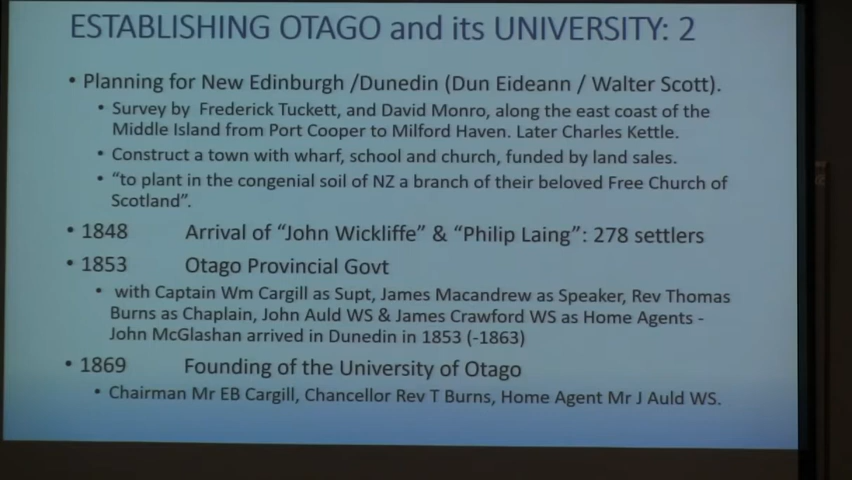 ESTABLISHING OTAGO and its UNIVERSITY: 2
• Planning for New Edinburgh /Dunedin (Dun Eideann / Walter Scott).
• Survey by Frederick Tuckett, and David Monro, along the east coast of the
Middle Island from Port Cooper to Milford Haven. Later Charles Kettle.
• Construct a town with wharf, school and church, funded by land sales.
• "to plant in the congenial soil of NZ a branch of their beloved Free Church of
Scotland".
• 1848 Arrival of "John Wickliffe" & "Philip Laing": 278 settlers
• 1853 Otago Provincial Govt
• with Captain Wm Cargill as Supt, James Macandrew as Speaker, Rev Thomas
Burns as Chaplain, John Auld WS & James Crawford WS as Home Agents -
John McGlashan arrived in Dunedin in 1853 (-1863)
• 1869 Founding of the University of Otago
• Chairman Mr EB Cargill, Chancellor Rev T Burns, Home Agent Mr J Auld WS.